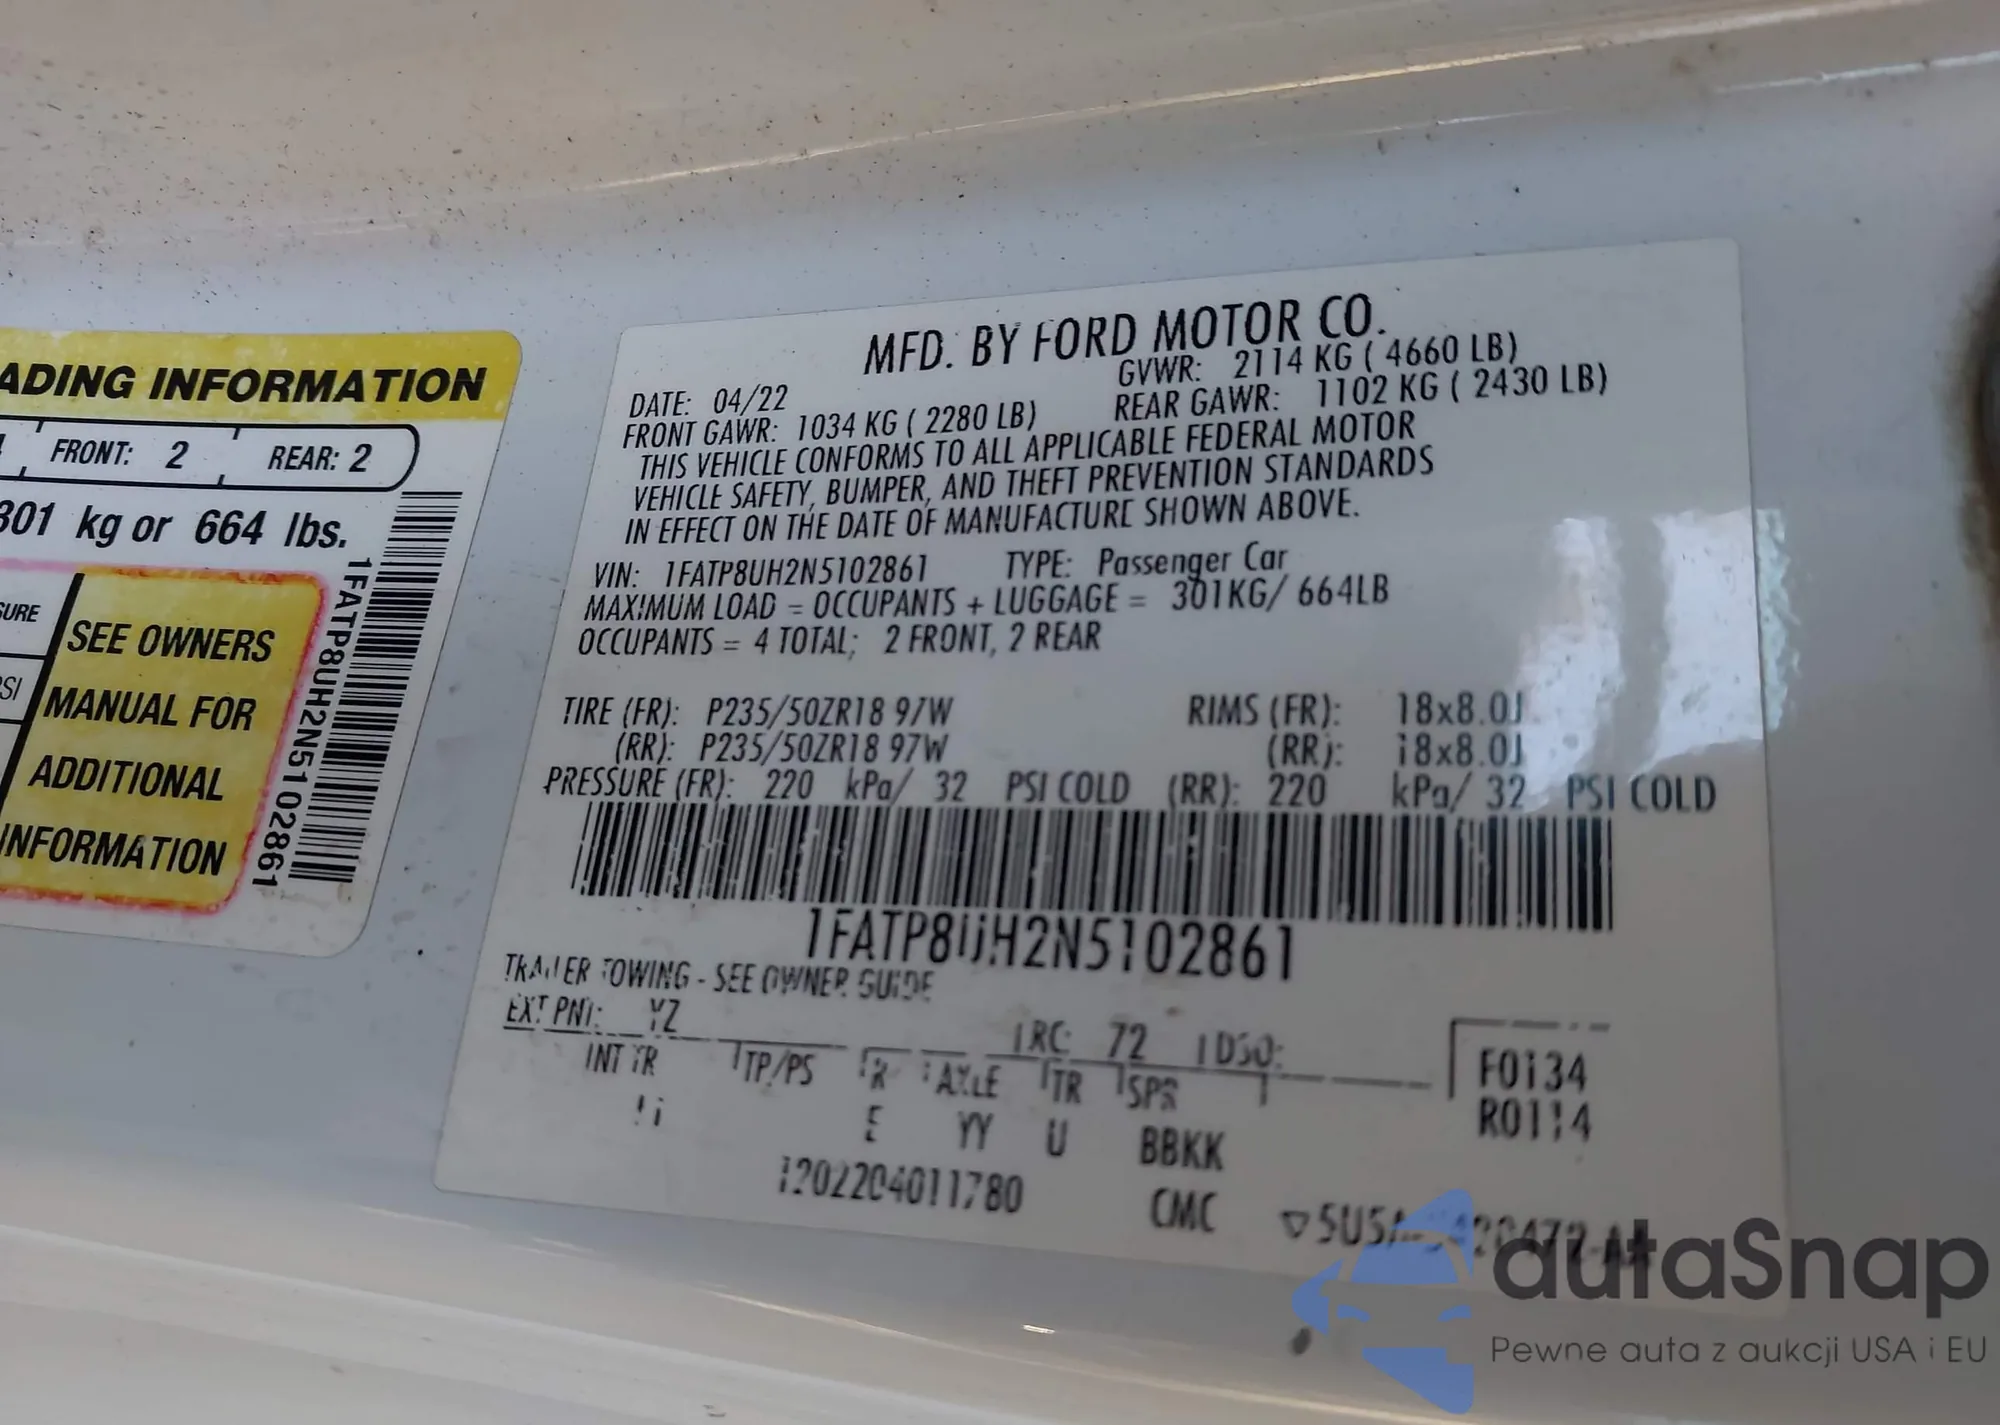 ADING INFORMATION
FRONT: 2 REAR: 2
301 kg or 664 lbs.
SURE
PSI
SEE OWNERS
MANUAL FOR
ADDITIONAL
INFORMATION
1FATP8UH2N5102861
MFD. BY FORD MOTOR CO.
DATE: 04/22 GVWR: 2114 KG ( 4660 LB)
FRONT GAWR: 1034 KG ( 2280 LB) REAR GAWR: 1102 KG ( 2430 LB)
THIS VEHICLE CONFORMS TO ALL APPLICABLE FEDERAL MOTOR
VEHICLE SAFETY, BUMPER, AND THEFT PREVENTION STANDARDS
IN EFFECT ON THE DATE OF MANUFACTURE SHOWN ABOVE.
VIN: 1FATP8UH2N5102861 TYPE: Passenger Car
MAXIMUM LOAD = OCCUPANTS + LUGGAGE = 301KG/ 664LB
OCCUPANTS = 4 TOTAL; 2 FRONT, 2 REAR
TIRE (FR): P235/50ZR18 97W RIMS (FR): 18x8.0J
(RR): P235/50ZR18 97W (RR): 18x8.0J
PRESSURE (FR): 220 kPa/ 32 PSI COLD (RR): 220 kPa/ 32 PSI COLD
1FATP8UH2N5102861
TRAILER TOWING - SEE OWNER GUIDE
EXT PNT: YZ RC: 72 DSO:
INT TR TP/PS R AXLE TR SPR F0134
E YY U BBKK R0114
1202204011780 CMC
autaSnap
Pewne auta z aukcji USA i EU